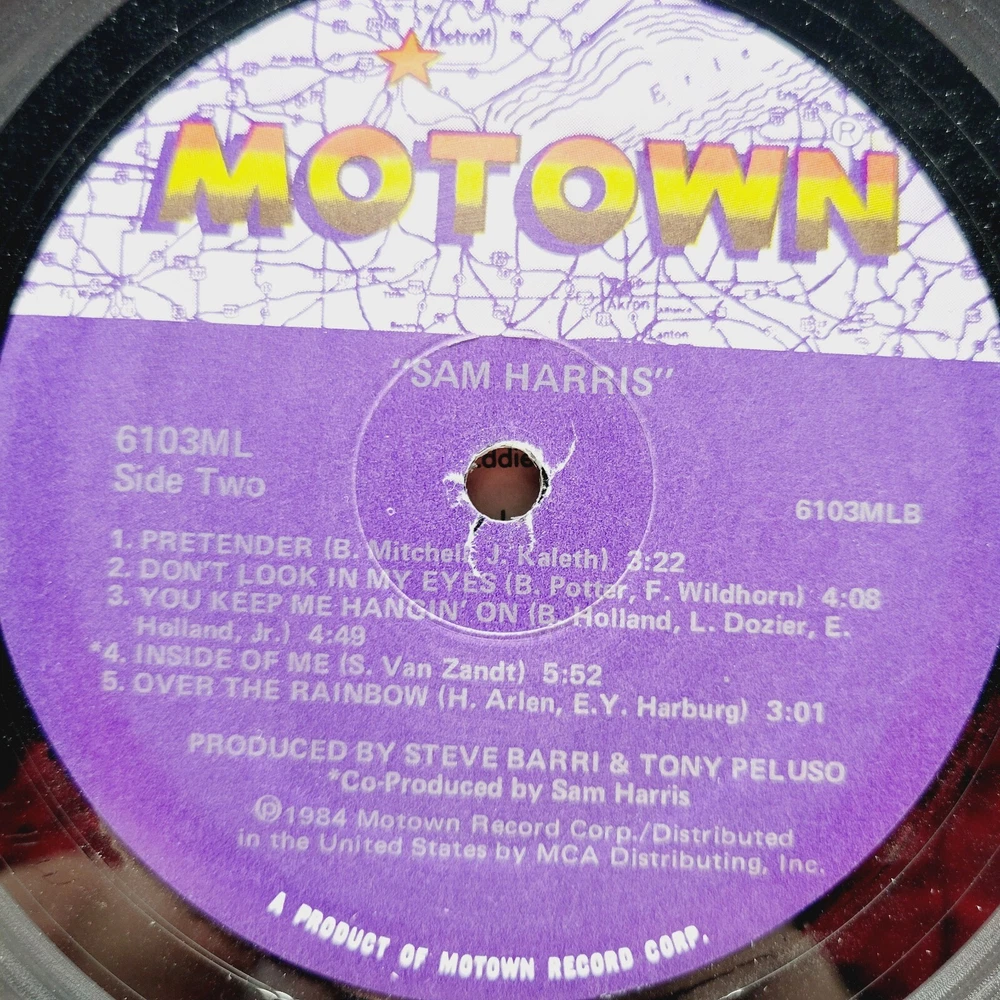 Detroit
Erie
MOTOWN
®
Akron
Canton
"SAM HARRIS"
6103ML
Side Two
6103MLB
1. PRETENDER (B. Mitchell, J. Kaleth) 3:22
2. DON'T LOOK IN MY EYES (B. Potter, F. Wildhorn) 4:08
3. YOU KEEP ME HANGIN' ON (B. Holland, L. Dozier, E.
Holland, Jr.) 4:49
*4. INSIDE OF ME (S. Van Zandt) 5:52
5. OVER THE RAINBOW (H. Arlen, E.Y. Harburg) 3:01
PRODUCED BY STEVE BARRI & TONY PELUSO
*Co-Produced by Sam Harris
℗1984 Motown Record Corp./Distributed
in the United States by MCA Distributing, Inc.
A PRODUCT OF MOTOWN RECORD CORP.